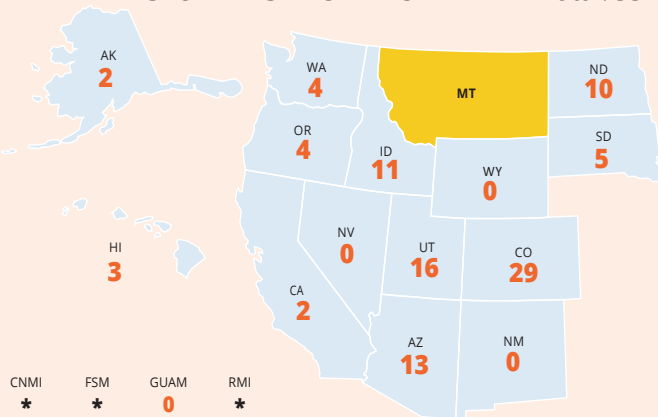 AK
2
WA
4
MT
ND
10
OR
4
ID
11
SD
5
WY
0
HI
3
NV
0
UT
16
CO
29
CA
2
AZ
13
NM
0
CNMI FSM GUAM RMI
* * 0 *